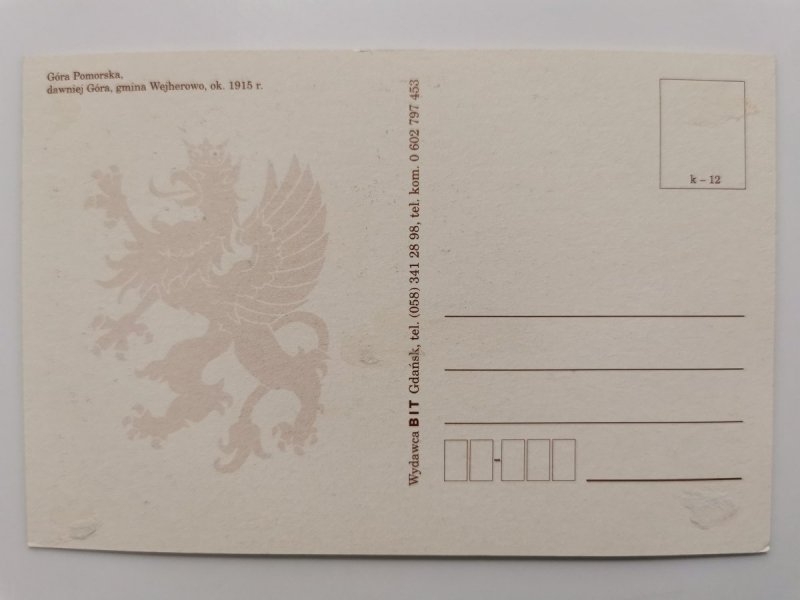 Góra Pomorska,
dawniej Góra, gmina Wejherowo, ok. 1915 r.
Wydawca BIT Gdańsk, tel. (058) 341 28 98, tel. kom. 0 602 797 453
k – 12
-